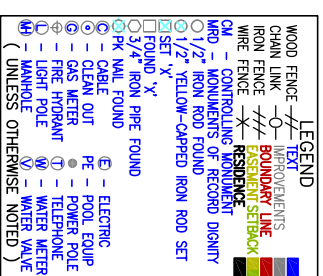 LEGEND
WOOD FENCE TEXT
CHAIN LINK IMPROVEMENTS
IRON FENCE BOUNDARY LINE
WIRE FENCE EASEMENT SETBACK
RESIDENCE
CM - CONTROLLING MONUMENT
MRD - MONUMENTS OF RECORD DIGNITY
1/2" IRON ROD FOUND
1/2" YELLOW-CAPPED IRON ROD SET
SET 'X'
FOUND 'X'
3/4" IRON PIPE FOUND
PK NAIL FOUND
C - CABLE E - ELECTRIC
O - CLEAN OUT PE - POOL EQUIP
G - GAS METER - POWER POLE
- FIRE HYDRANT T - TELEPHONE
L - LIGHT POLE W - WATER METER
MH - MANHOLE V - WATER VALVE
( UNLESS OTHERWISE NOTED )